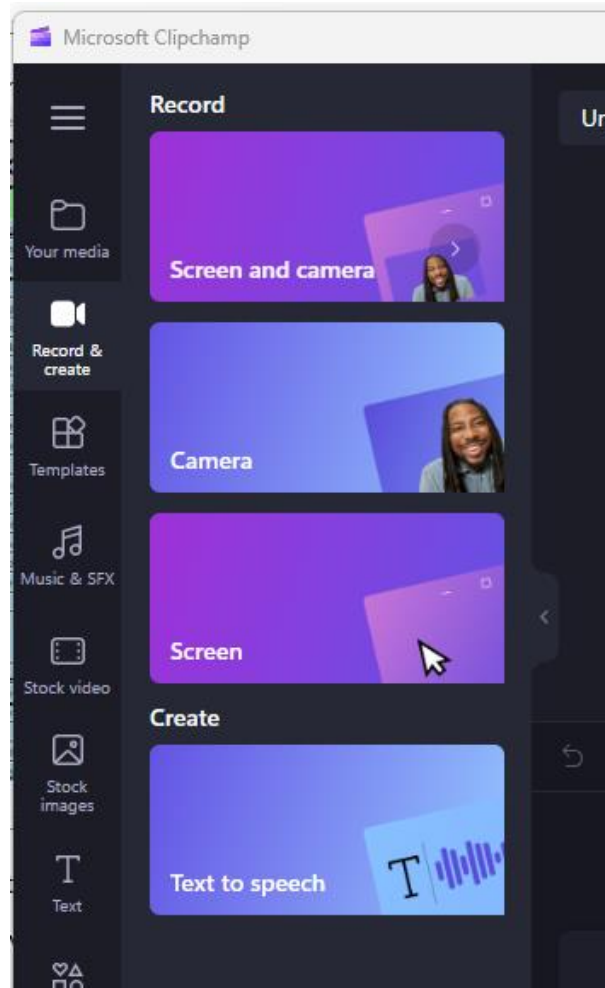 Microsoft Clipchamp
Record
Ur
Screen and camera
Your media
Record &
create
Camera
Templates
Music & SFX
Screen
Stock video
Create
Stock
images
Text to speech
T
Text